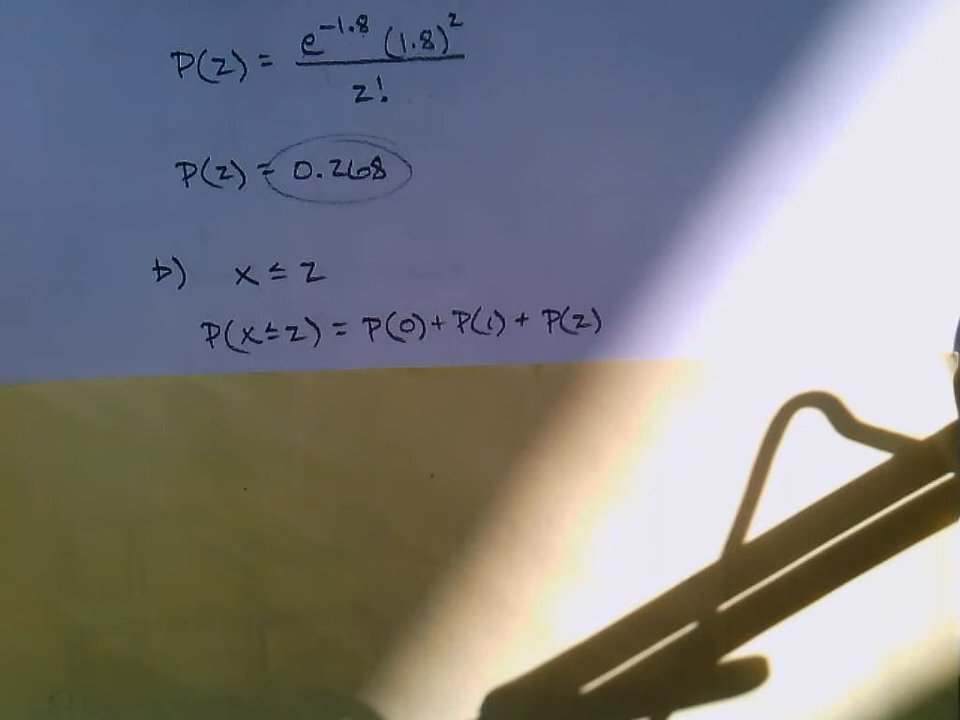 P(2) = e^-1.8 (1.8)^2 / 2!
P(2) = 0.268
b) x ≤ 2
P(x≤2) = P(0) + P(1) + P(2)